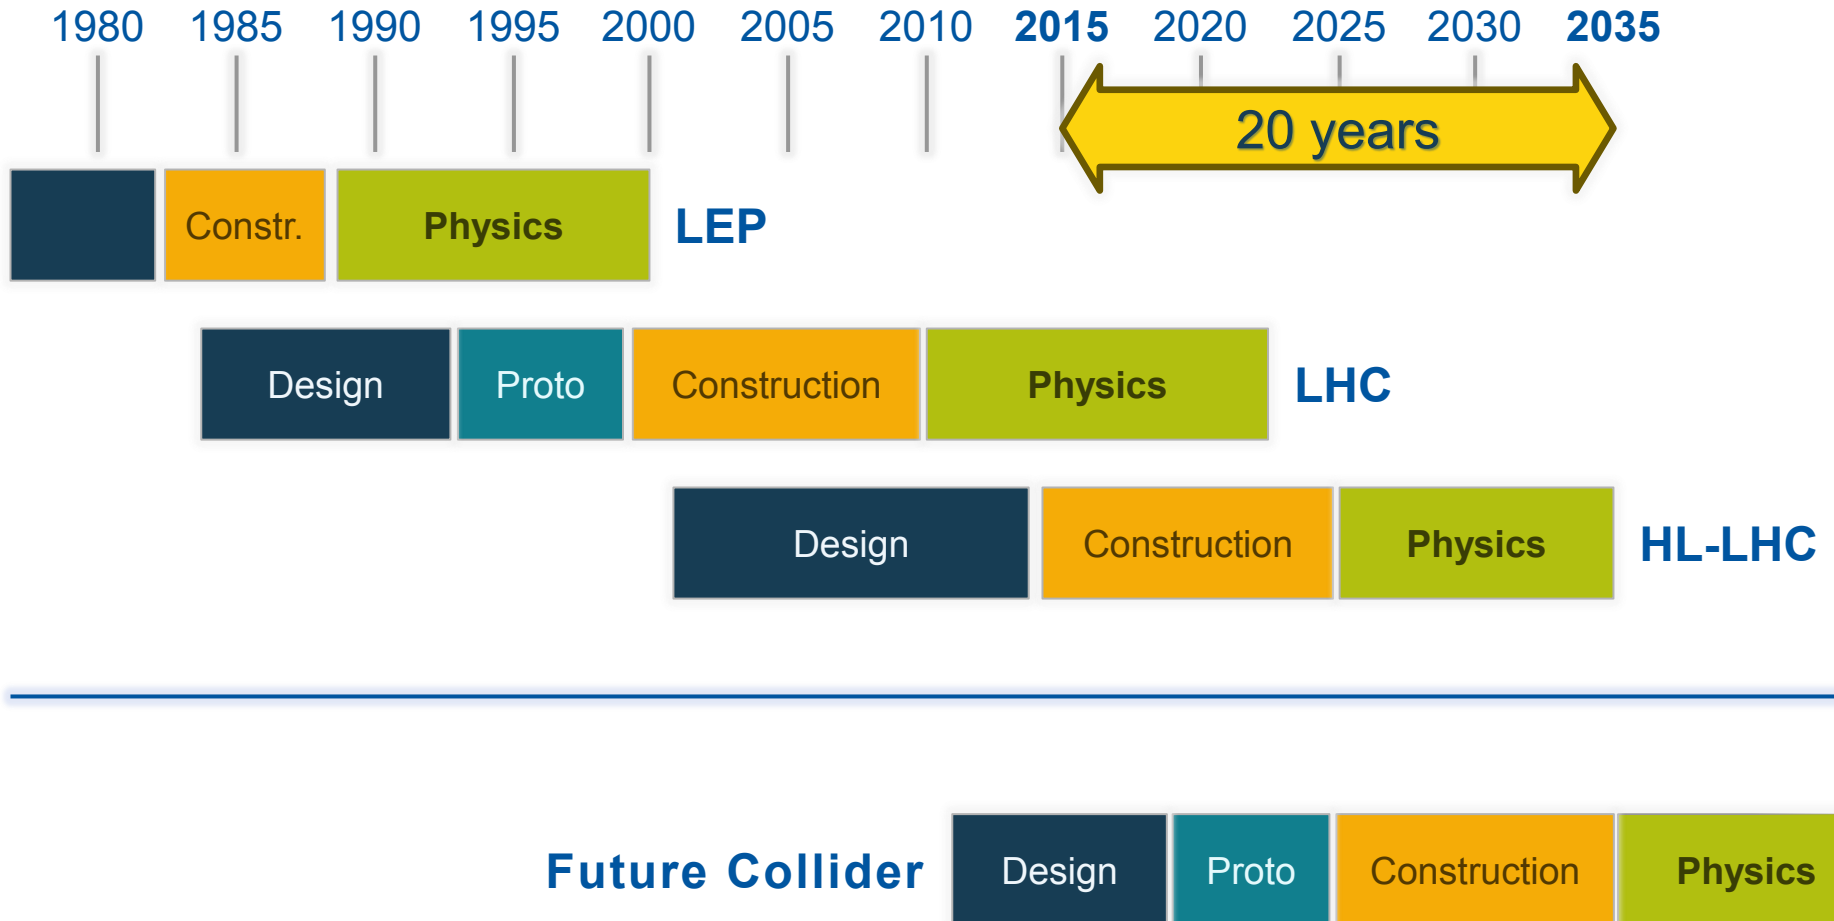 1980 1985 1990 1995 2000 2005 2010 2015 2020 2025 2030 2035
20 years
Constr. Physics LEP
Design Proto Construction Physics LHC
Design Construction Physics HL-LHC
Future Collider Design Proto Construction Physics